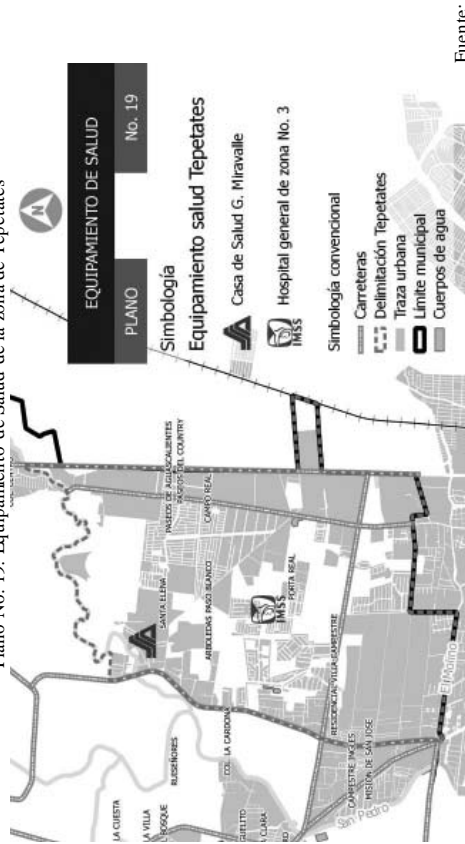 Plano No. 19. Equipamiento de Salud de la zona de Tepetates
N
EQUIPAMIENTO DE SALUD
PLANO
No. 19
Simbología
Equipamiento salud Tepetates
Casa de Salud G. Miravalle
IMSS
Hospital general de zona No. 3
Simbología convencional
Carreteras
Delimitación Tepetates
Traza urbana
Límite municipal
Cuerpos de agua
PASEOS DE AGUASCALIENTES
PASEOS DEL COUNTRY
CAMPO REAL
SANTA ELENA
ARBOLEDAS PASO BLANCO
IMSS
PORTA REAL
RESIDENCIAL VILLA CAMPESTRE
RUISEÑORES
COL. LA CARDONA
CAMPESTRE INGLES
MISION DE SAN JOSE
El Molino
San Pedro
LA CUESTA
LA VILLA
BOSQUE
GUELITO
CLARA
Fuente: